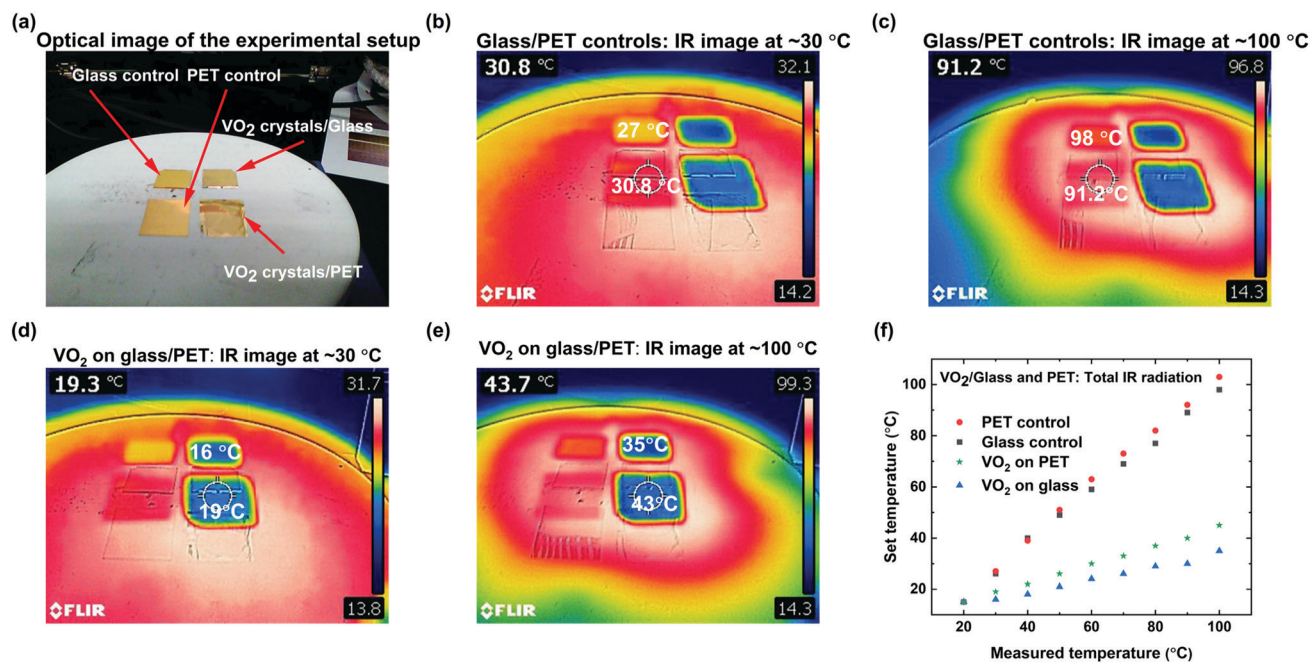 (a)
Optical image of the experimental setup
Glass control PET control
VO2 crystals/Glass
VO2 crystals/PET
(b)
Glass/PET controls: IR image at ~30 °C
30.8 °C
32.1
27 °C
30.8 °C
14.2
FLIR
(c)
Glass/PET controls: IR image at ~100 °C
91.2 °C
96.8
98 °C
91.2°C
14.3
FLIR
(d)
VO2 on glass/PET: IR image at ~30 °C
19.3 °C
31.7
16 °C
19°C
13.8
FLIR
(e)
VO2 on glass/PET: IR image at ~100 °C
43.7 °C
99.3
35°C
43°C
14.3
FLIR
(f)
VO2/Glass and PET: Total IR radiation
PET control
Glass control
VO2 on PET
VO2 on glass
Set temperature (°C)
100
80
60
40
20
20 40 60 80 100
Measured temperature (°C)